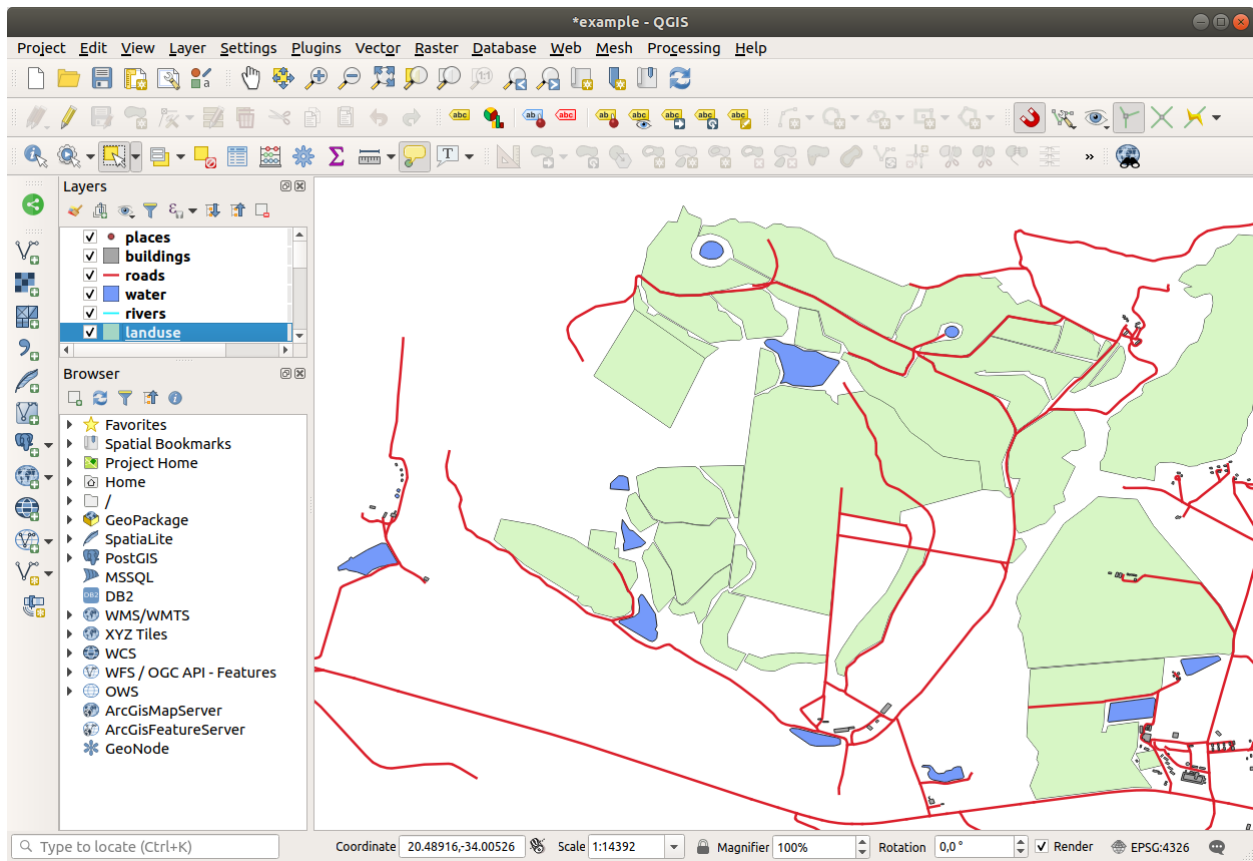 *example - QGIS
Project Edit View Layer Settings Plugins Vector Raster Database Web Mesh Processing Help
Layers
places
buildings
roads
water
rivers
landuse
Browser
Favorites
Spatial Bookmarks
Project Home
Home
/
GeoPackage
SpatiaLite
PostGIS
MSSQL
DB2
WMS/WMTS
XYZ Tiles
WCS
WFS / OGC API - Features
OWS
ArcGisMapServer
ArcGisFeatureServer
GeoNode
Type to locate (Ctrl+K) Coordinate 20.48916,-34.00526 Scale 1:14392 Magnifier 100% Rotation 0,0 ° Render EPSG:4326